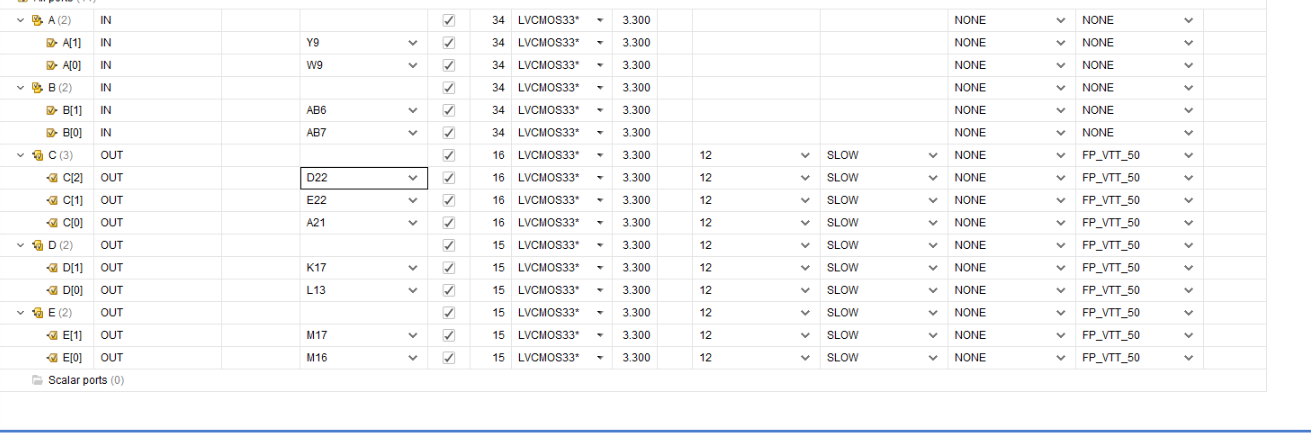 A (2) IN 34 LVCMOS33* 3.300 NONE NONE
A[1] IN Y9 34 LVCMOS33* 3.300 NONE NONE
A[0] IN W9 34 LVCMOS33* 3.300 NONE NONE
B (2) IN 34 LVCMOS33* 3.300 NONE NONE
B[1] IN AB6 34 LVCMOS33* 3.300 NONE NONE
B[0] IN AB7 34 LVCMOS33* 3.300 NONE NONE
C (3) OUT 16 LVCMOS33* 3.300 12 SLOW NONE FP_VTT_50
C[2] OUT D22 16 LVCMOS33* 3.300 12 SLOW NONE FP_VTT_50
C[1] OUT E22 16 LVCMOS33* 3.300 12 SLOW NONE FP_VTT_50
C[0] OUT A21 16 LVCMOS33* 3.300 12 SLOW NONE FP_VTT_50
D (2) OUT 15 LVCMOS33* 3.300 12 SLOW NONE FP_VTT_50
D[1] OUT K17 15 LVCMOS33* 3.300 12 SLOW NONE FP_VTT_50
D[0] OUT L13 15 LVCMOS33* 3.300 12 SLOW NONE FP_VTT_50
E (2) OUT 15 LVCMOS33* 3.300 12 SLOW NONE FP_VTT_50
E[1] OUT M17 15 LVCMOS33* 3.300 12 SLOW NONE FP_VTT_50
E[0] OUT M16 15 LVCMOS33* 3.300 12 SLOW NONE FP_VTT_50
Scalar ports (0)